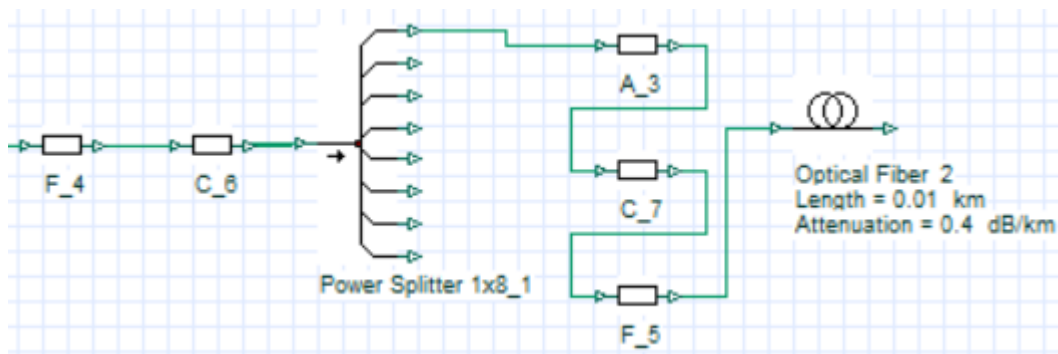 A_3
F_4
C_6
C_7
Optical Fiber 2
Length = 0.01 km
Attenuation = 0.4 dB/km
Power Splitter 1x8_1
F_5